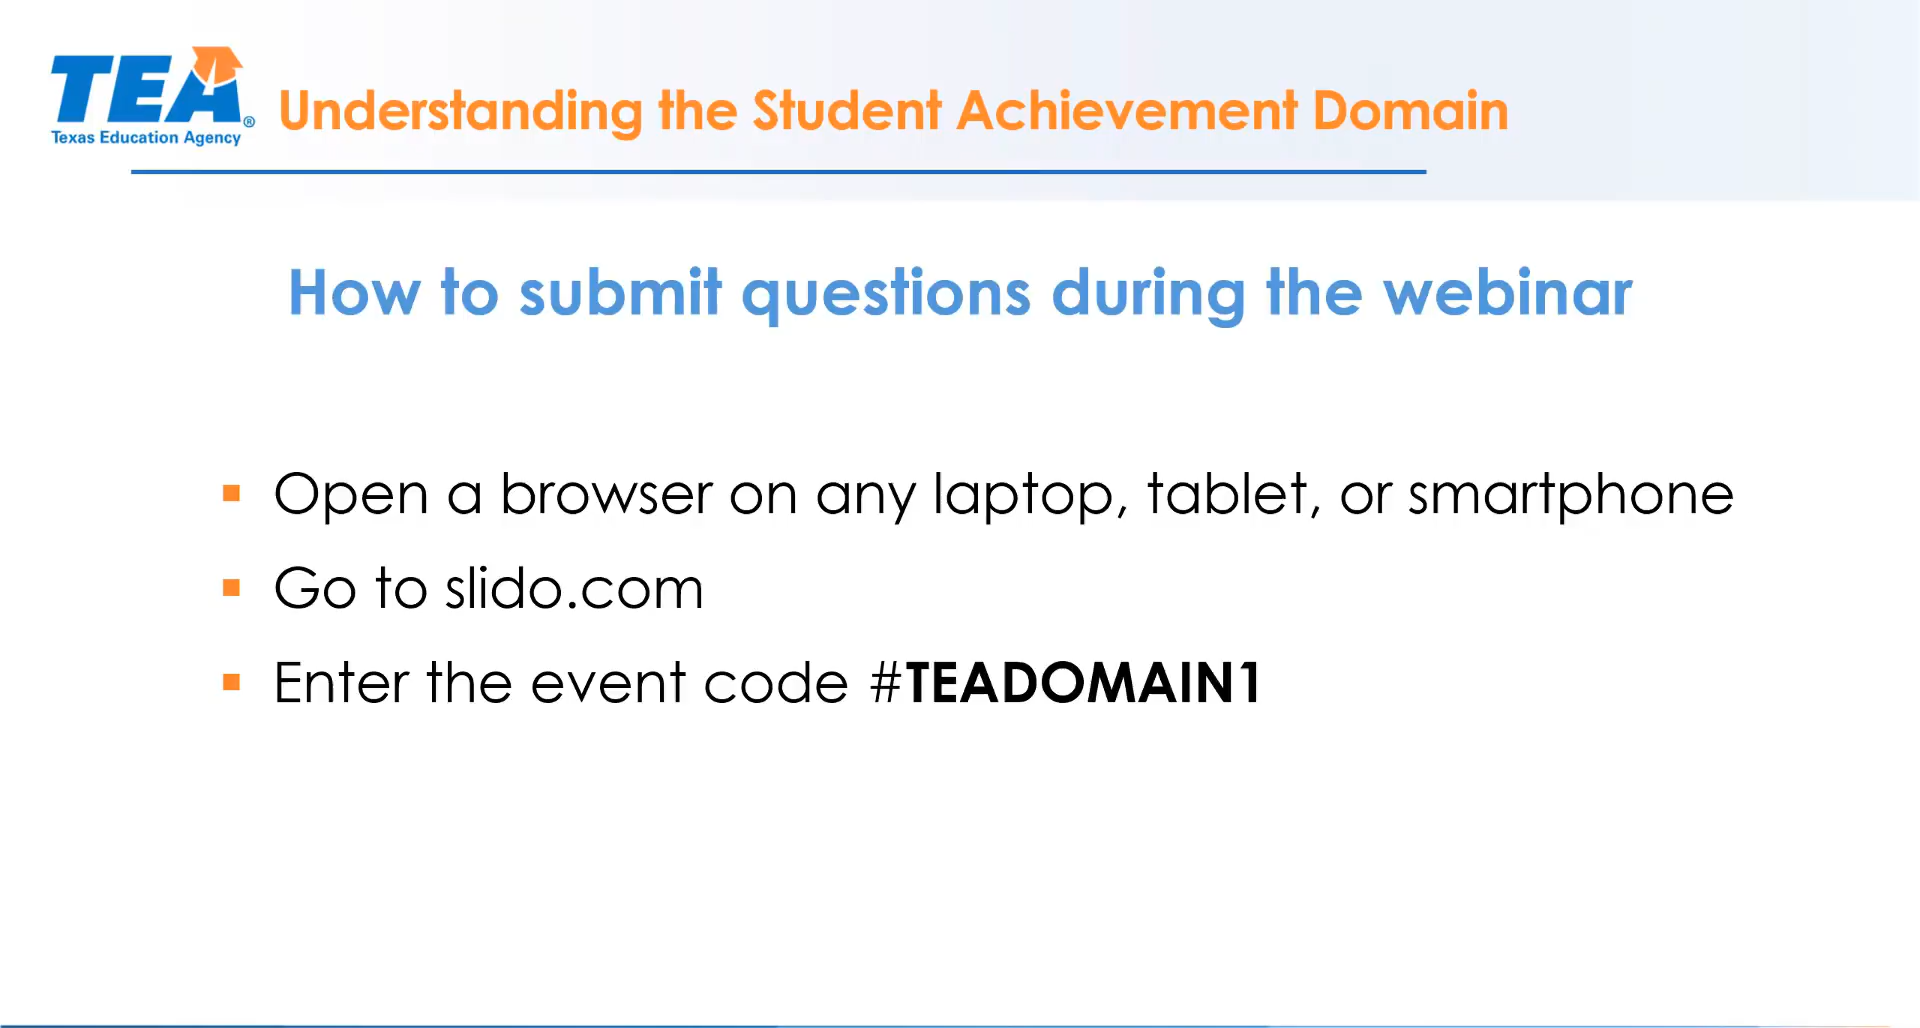 TEA®
Texas Education Agency
Understanding the Student Achievement Domain
How to submit questions during the webinar
▪ Open a browser on any laptop, tablet, or smartphone
▪ Go to slido.com
▪ Enter the event code #TEADOMAIN1